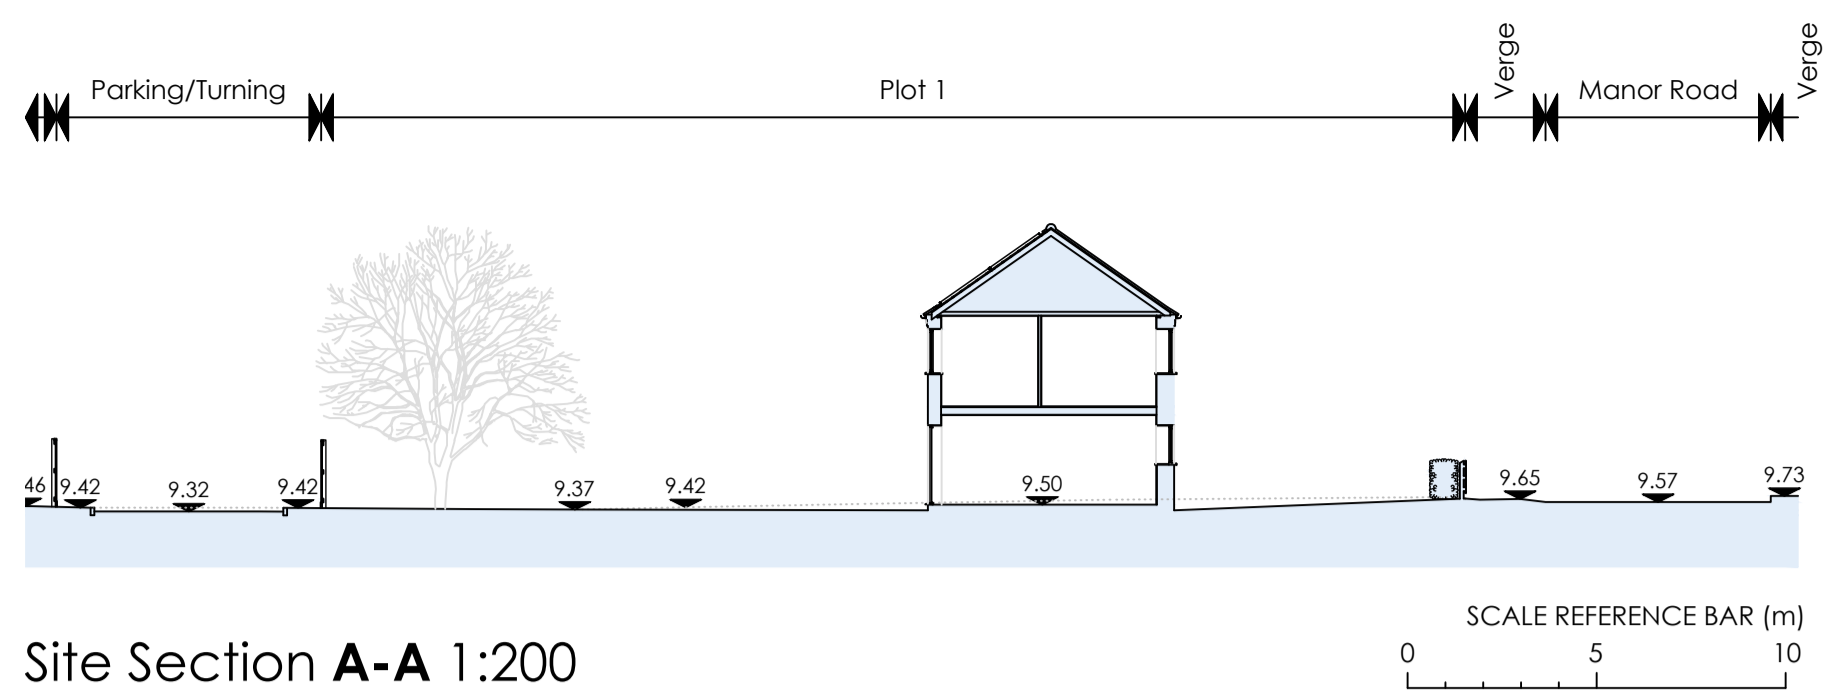 Verge
Verge
Parking/Turning
Plot 1
Manor Road
46
9.42
9.32
9.42
9.37
9.42
9.50
9.65
9.57
9.73
SCALE REFERENCE BAR (m)
0 5 10
Site Section A-A 1:200